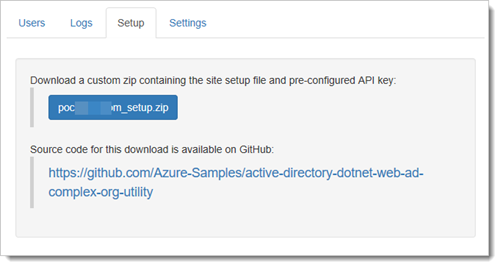 Users Logs Setup Settings
Download a custom zip containing the site setup file and pre-configured API key:
poc om_setup.zip
Source code for this download is available on GitHub:
https://github.com/Azure-Samples/active-directory-dotnet-web-ad-
complex-org-utility